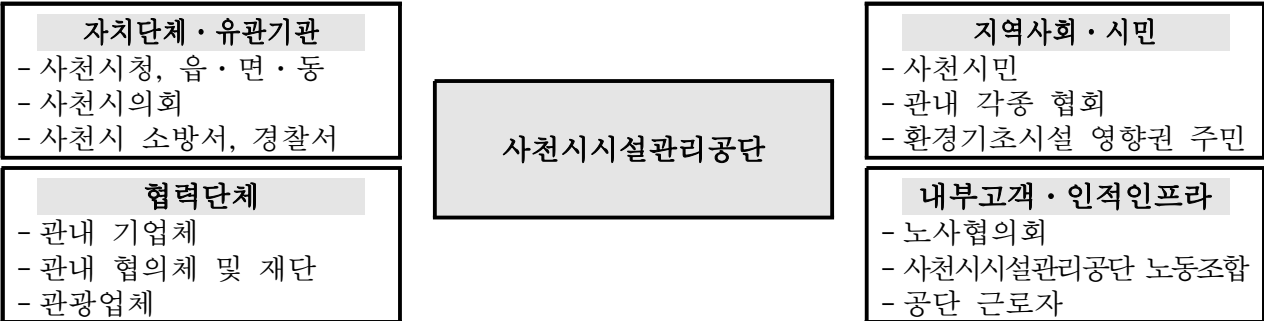 자치단체·유관기관
- 사천시청, 읍·면·동
- 사천시의회
- 사천시 소방서, 경찰서
협력단체
- 관내 기업체
- 관내 협의체 및 재단
- 관광업체
사천시시설관리공단
지역사회·시민
- 사천시민
- 관내 각종 협회
- 환경기초시설 영향권 주민
내부고객·인적인프라
- 노사협의회
- 사천시시설관리공단 노동조합
- 공단 근로자